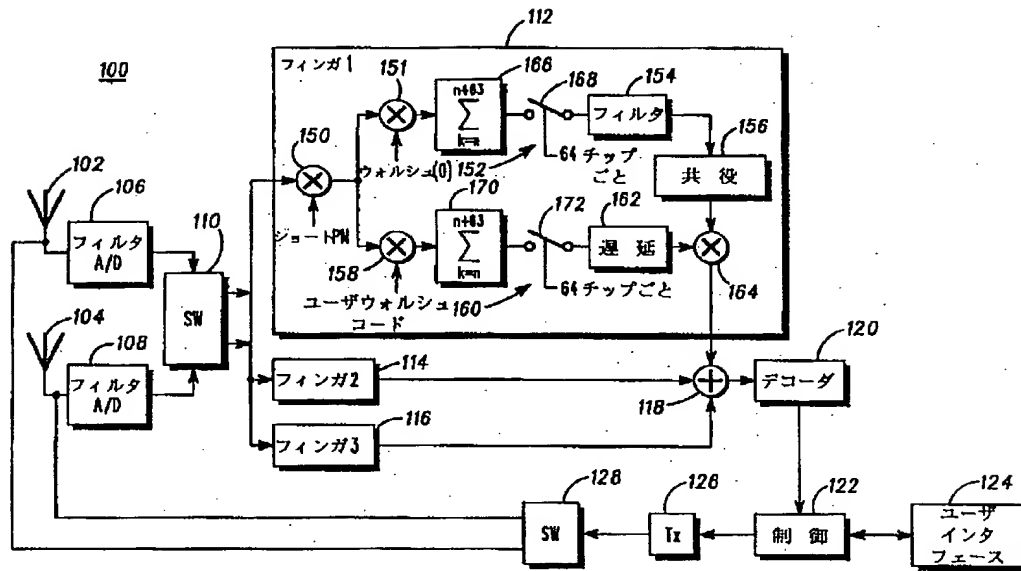 100
112
フィンガ1
151
166
168
154
n+63
Σ
k=n
フィルタ
156
150
ウォルシュ(0)
152
64チップ
ごと
共役
102
106
フィルタ
A/D
110
SW
ショートPN
170
n+63
Σ
k=n
172
162
遅延
158
164
ユーザウォルシュ
コード
160
64チップごと
104
108
フィルタ
A/D
114
フィンガ2
118
120
デコーダ
116
フィンガ3
128
SW
126
Tx
122
制御
124
ユーザ
インタ
フェース